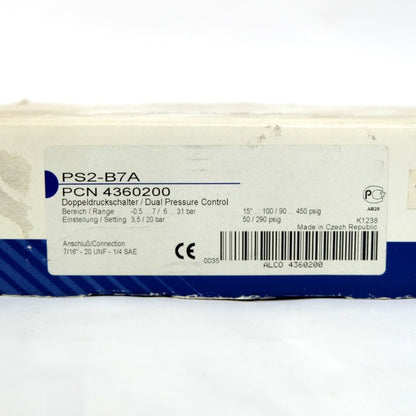 PS2-B7A
PCN 4360200
Doppeldruckschalter / Dual Pressure Control
Bereich / Range -0,5 ... 7 / 6 ... 31 bar 15" ... 100 / 90 ... 450 psig
Einstellung / Setting 3,5 / 20 bar 50 / 290 psig K1238
Made in Czech Republic
Anschluß/Connection
7/16" - 20 UNF - 1/4 SAE
CE 0035
ALCO 4360200
PCT
AB28